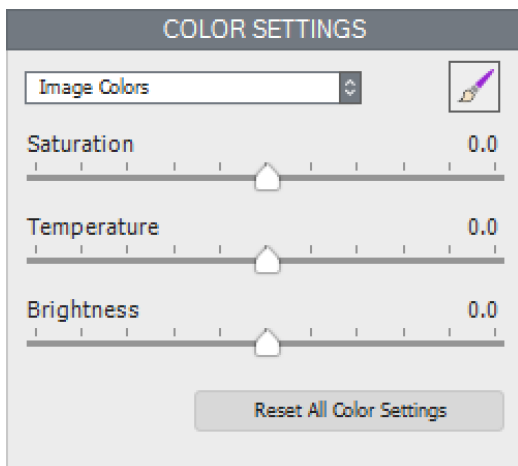 COLOR SETTINGS
Image Colors
Saturation 0.0
Temperature 0.0
Brightness 0.0
Reset All Color Settings